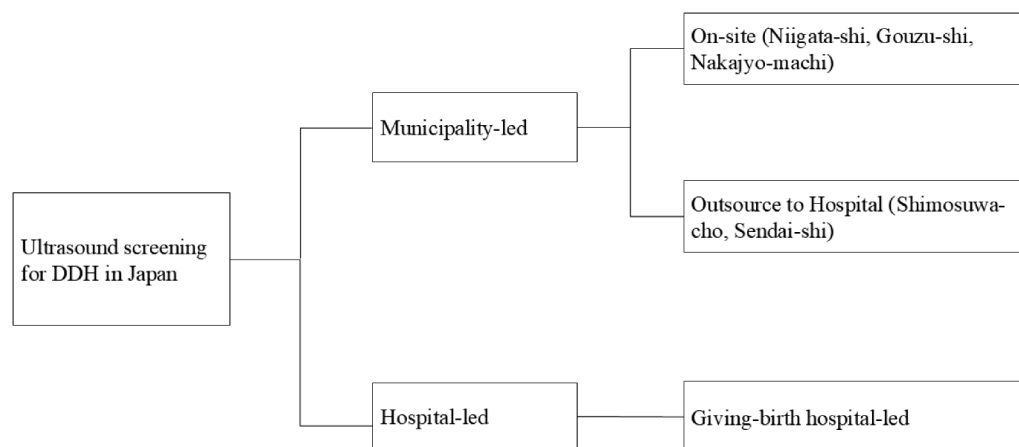 On-site (Niigata-shi, Gouzu-shi,
Nakajyo-machi)
Municipality-led
Outsource to Hospital (Shimosuwa-
cho, Sendai-shi)
Ultrasound screening
for DDH in Japan
Hospital-led
Giving-birth hospital-led